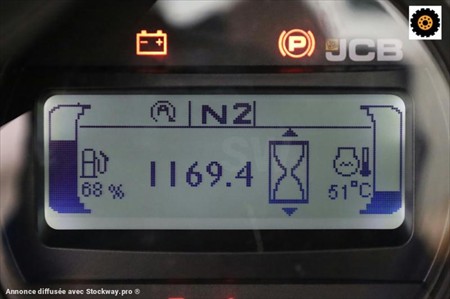 P JCB
A N2
1169.4
68 % 51°C
Annonce diffusée avec Stockway.pro ®